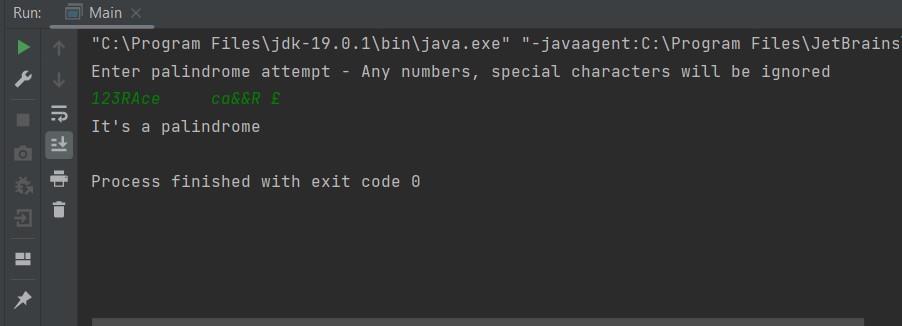 Run: Main
"C:\Program Files\jdk-19.0.1\bin\java.exe" "-javaagent:C:\Program Files\JetBrains\
Enter palindrome attempt - Any numbers, special characters will be ignored
123RAce     ca&&R £
It's a palindrome
Process finished with exit code 0